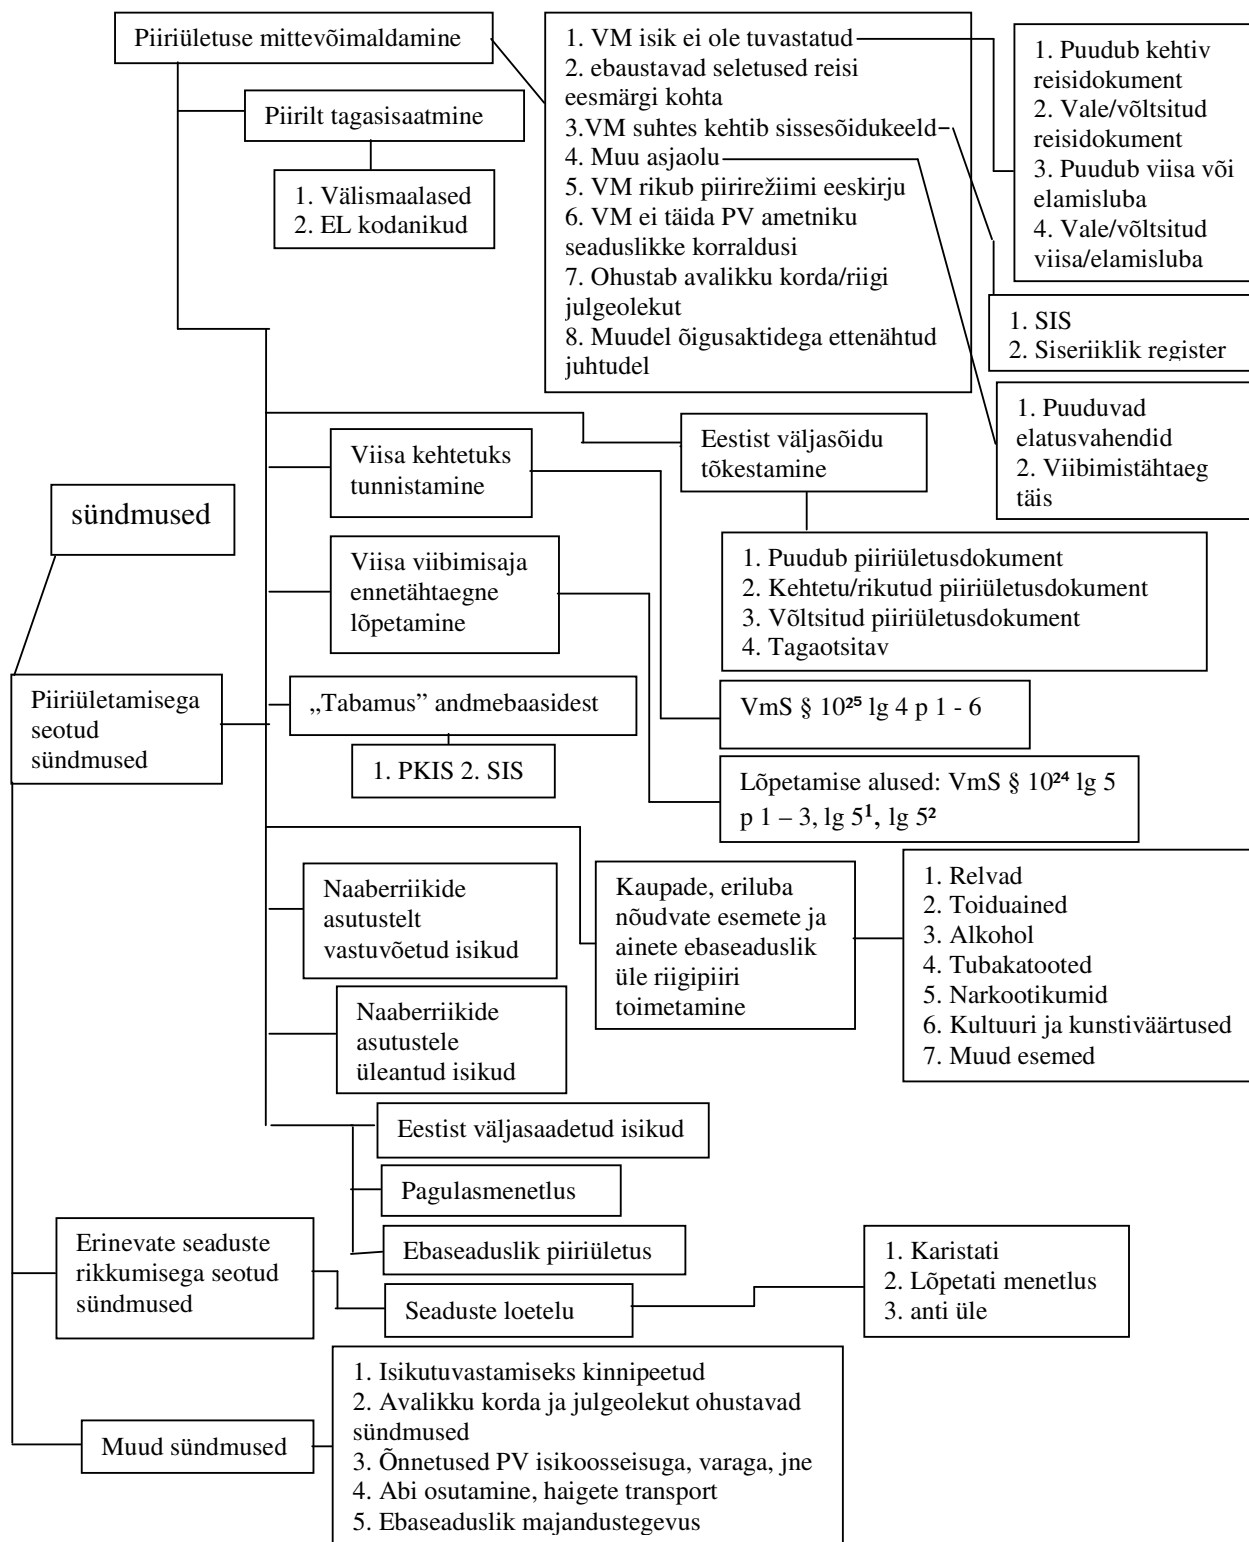 Piiriületuse mittevõimaldamine
1. VM isik ei ole tuvastatud
2. ebaustavad seletused reisi
eesmärgi kohta
3.VM suhtes kehtib sissesõidukeeld
4. Muu asjaolu
5. VM rikub piirirežiimi eeskirju
6. VM ei täida PV ametniku
seaduslikke korraldusi
7. Ohustab avalikku korda/riigi
julgeolekut
8. Muudel õigusaktidega ettenähtud
juhtudel
1. Puudub kehtiv
reisidokument
2. Vale/võltsitud
reisidokument
3. Puudub viisa või
elamisluba
4. Vale/võltsitud
viisa/elamisluba
Piirilt tagasisaatmine
1. Välismaalased
2. EL kodanikud
1. SIS
2. Siseriiklik register
1. Puuduvad
elatusvahendid
2. Viibimistähtaeg
täis
Eestist väljasõidu
tõkestamine
Viisa kehtetuks
tunnistamine
sündmused
1. Puudub piiriületusdokument
2. Kehtetu/rikutud piiriületusdokument
3. Võltsitud piiriületusdokument
4. Tagaotsitav
Viisa viibimisaja
ennetähtaegne
lõpetamine
Piiriületamisega
seotud
sündmused
„Tabamus” andmebaasidest
1. PKIS 2. SIS
VmS § 10²⁵ lg 4 p 1 - 6
Lõpetamise alused: VmS § 10²⁴ lg 5
p 1 – 3, lg 5¹, lg 5²
Naaberriikide
asutustelt
vastuvõetud isikud
Kaupade, eriluba
nõudvate esemete ja
ainete ebaseaduslik
üle riigipiiri
toimetamine
1. Relvad
2. Toiduained
3. Alkohol
4. Tubakatooted
5. Narkootikumid
6. Kultuuri ja kunstiväärtused
7. Muud esemed
Naaberriikide
asutustele
üleantud isikud
Eestist väljasaadetud isikud
Pagulasmenetlus
Ebaseaduslik piiriületus
Erinevate seaduste
rikkumisega seotud
sündmused
Seaduste loetelu
1. Karistati
2. Lõpetati menetlus
3. anti üle
Muud sündmused
1. Isikutuvastamiseks kinnipeetud
2. Avalikku korda ja julgeolekut ohustavad
sündmused
3. Õnnetused PV isikoosseisuga, varaga, jne
4. Abi osutamine, haigete transport
5. Ebaseaduslik majandustegevus